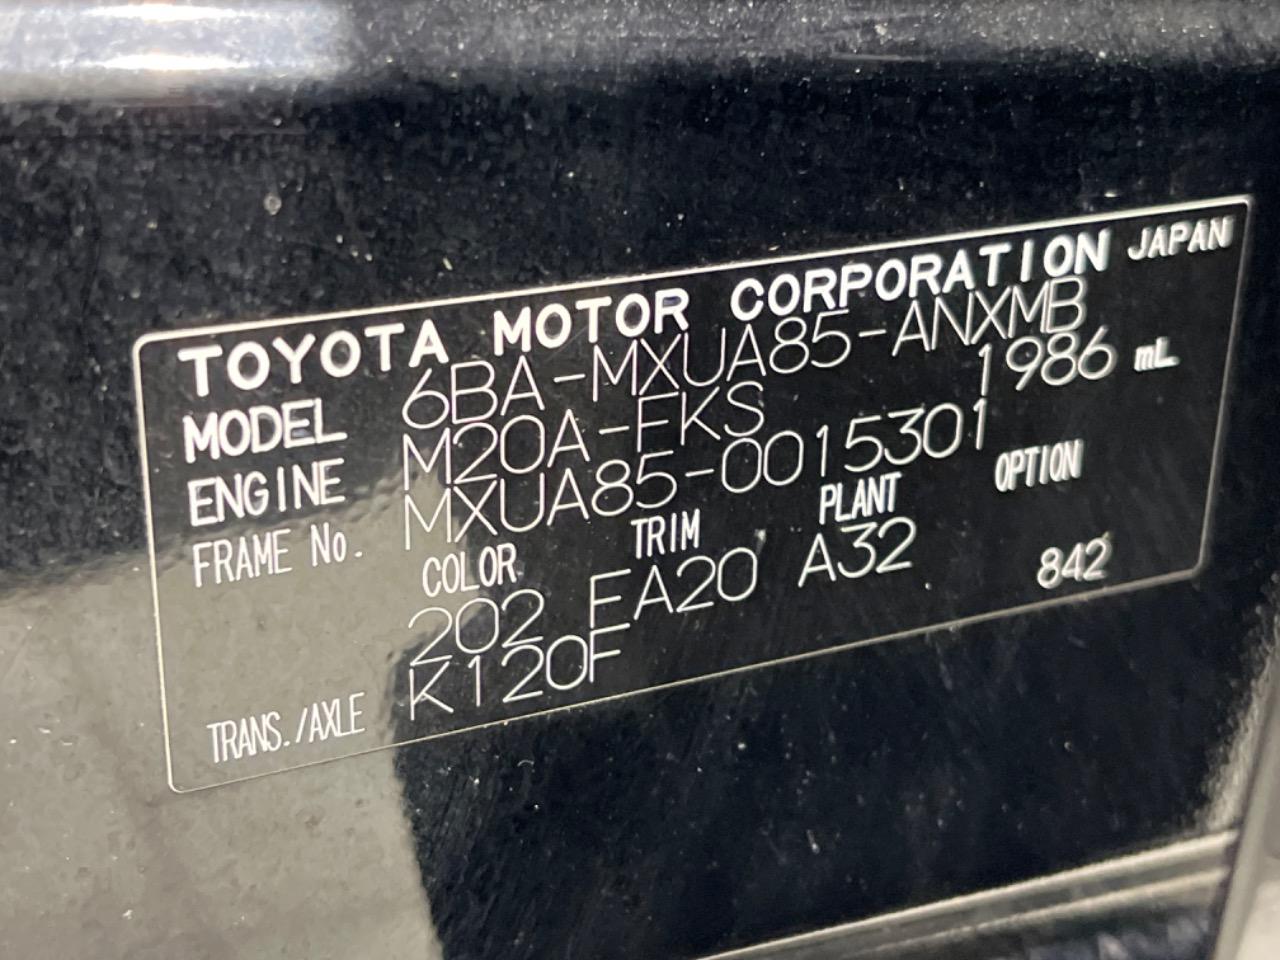 TOYOTA MOTOR CORPORATION JAPAN
MODEL 6BA-MXUA85-ANXMB
ENGINE M20A-FKS 1986 mL
FRAME No. MXUA85-0015301
COLOR TRIM PLANT OPTION
202 EA20 A32 842
TRANS./AXLE K120F